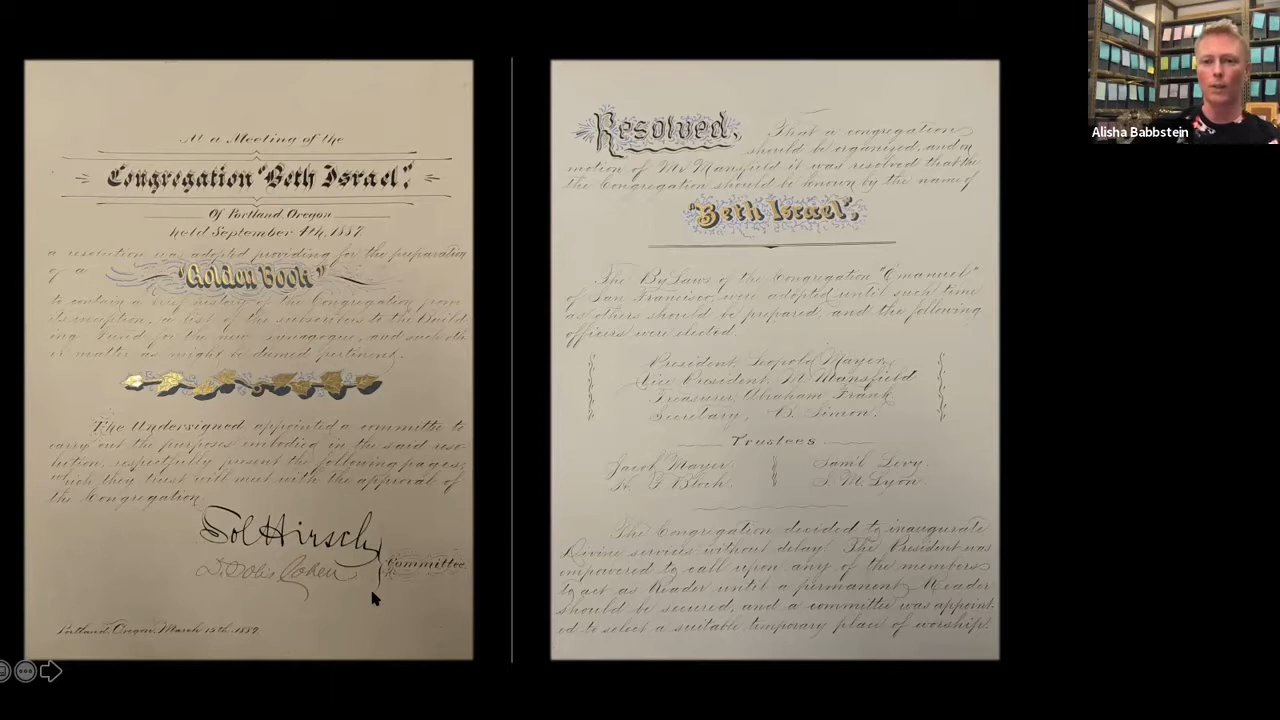 At a Meeting of the
Congregation "Beth Israel".
Of Portland, Oregon
held September 4th, 1887.
a resolution was adopted providing for the preparation
of a "Golden Book"
to contain a brief history of the Congregation from
its inception, a list of the subscribers to the Build
ing Fund for the new synagogue, and such oth
er matter as might be deemed pertinent.
The Undersigned appointed a committe to
carry out the purposes embodied in the said reso-
lution, respectfully present the following pages,
which they trust will meet with the approval of
the Congregation.
Sol Hirsch
D. Solis Cohen
Committee.
Portland, Oregon, March 15th, 1889.
Resolved, That a congregation
should be organized, and on
motion of Mr Mansfield it was resolved that the
the Congregation should be known by the name of
"Beth Israel",
The By Laws of the Congregation "Emanuel"
of San Francisco, were adopted until such time
as others should be prepared, and the following
officers were elected.
President, Leopold Mayer,
Vice President, M Mansfield
Treasurer, Abraham Frank
Secretary, B. Simon.
Trustees
Jacob Mayer, Saml Levy.
Bloch, Lyon.
The Congregation decided to inaugurate
Divine services without delay. The President was
empowered to call upon any of the members
to act as Reader until a permanent Reader
should be secured, and a committee was appoint-
ed to select a suitable temporary place of worship.
Alisha Babbstein